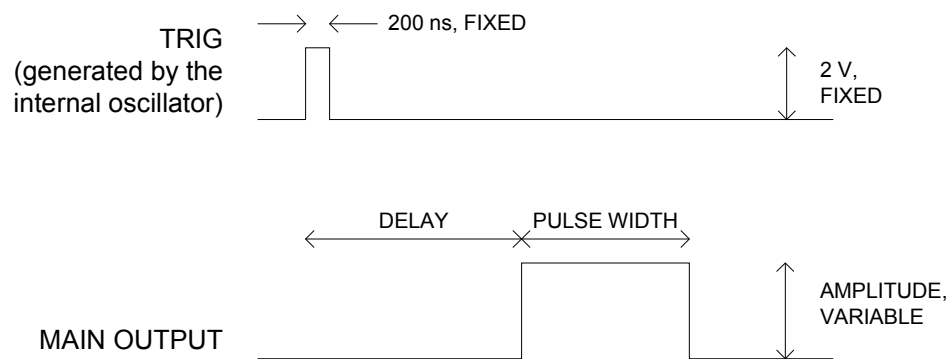 TRIG
(generated by the
internal oscillator)
200 ns, FIXED
2 V,
FIXED
DELAY
PULSE WIDTH
AMPLITUDE,
VARIABLE
MAIN OUTPUT